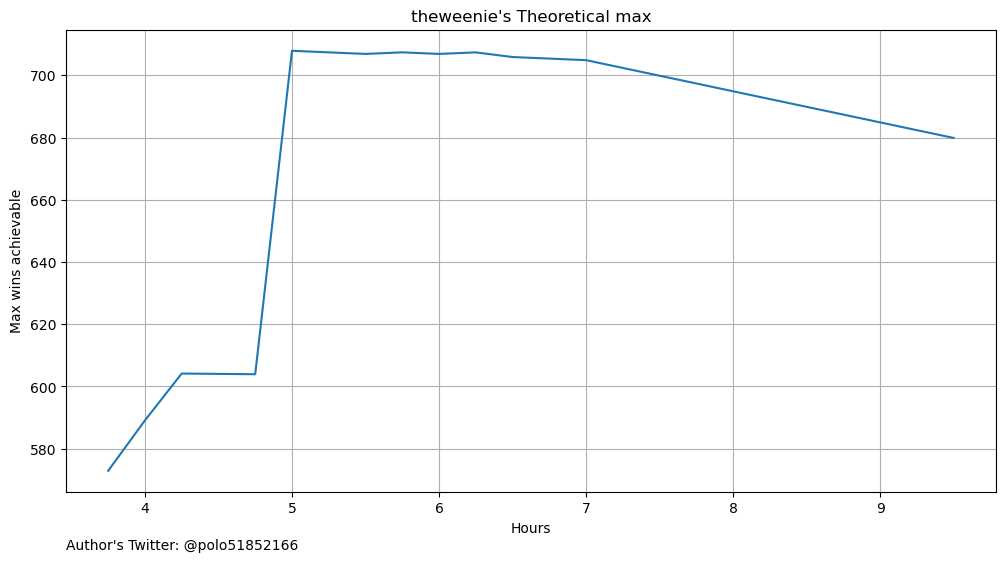 theweenie's Theoretical max
Max wins achievable
700
680
660
640
620
600
580
4 5 6 7 8 9
Hours
Author's Twitter: @polo51852166